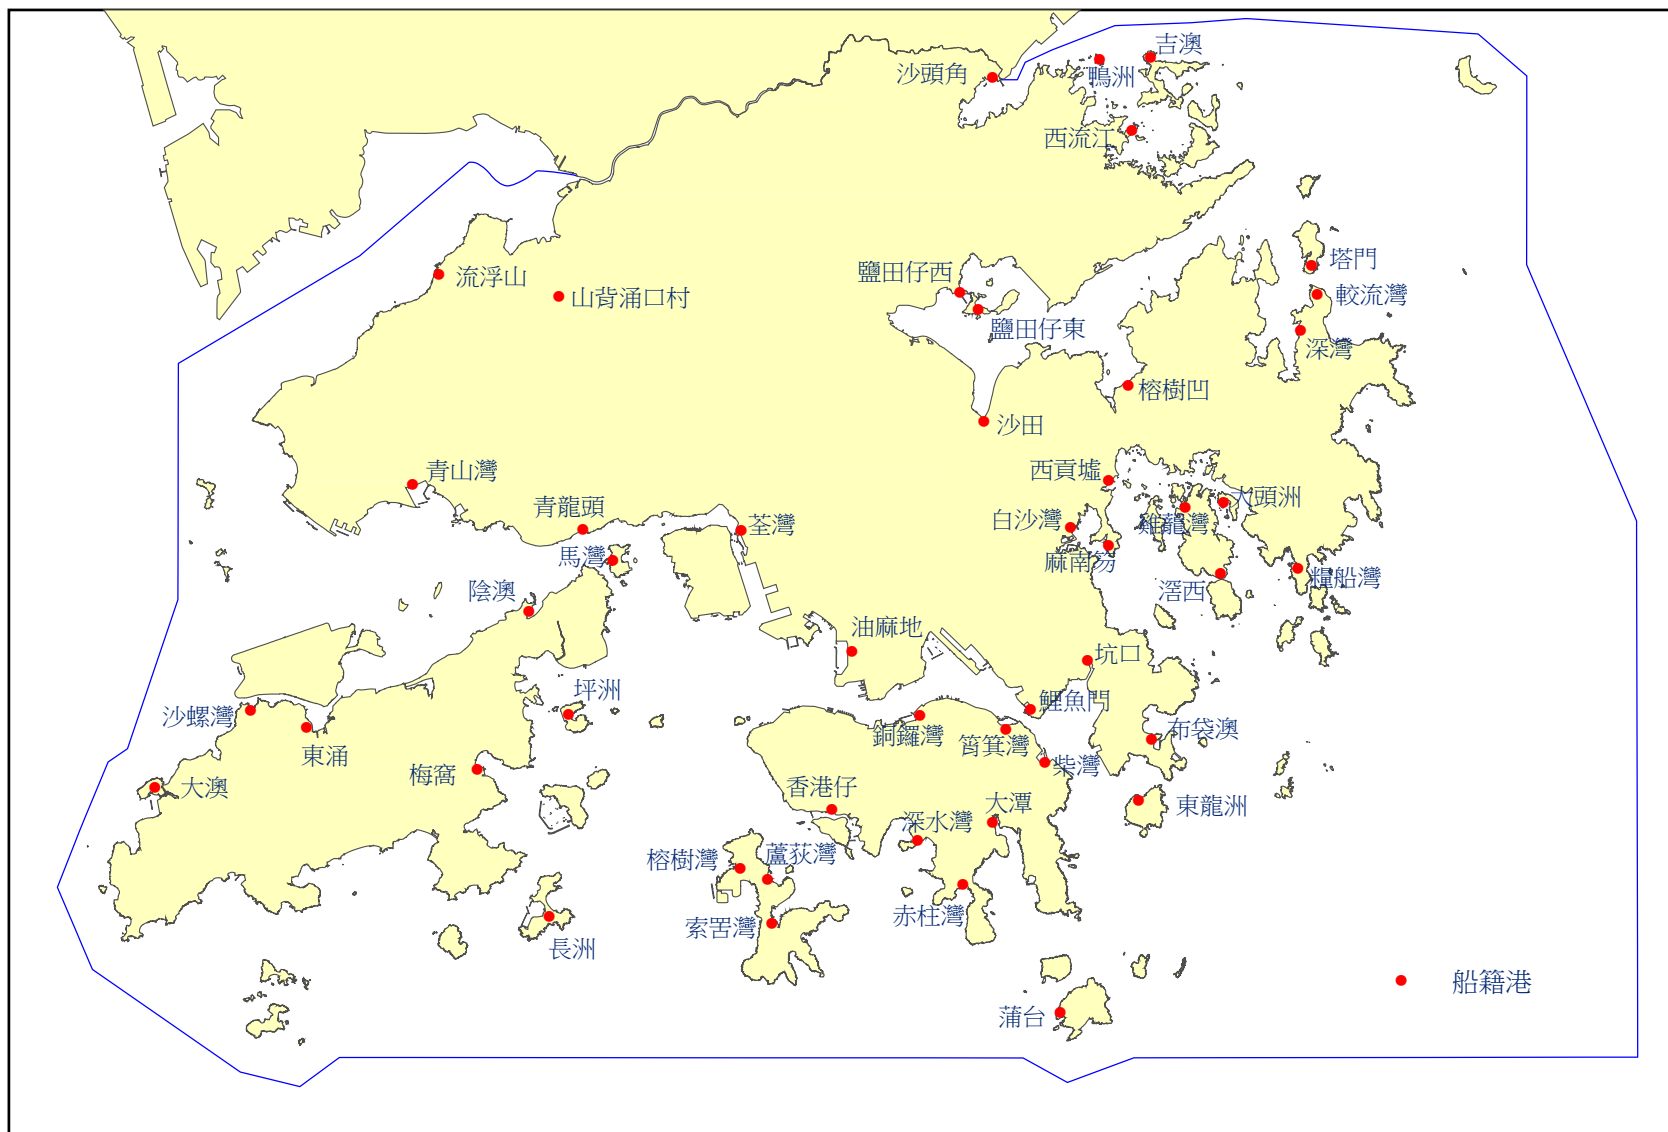 吉澳
沙頭角
鴨洲
西流江
塔門
鹽田仔西
流浮山
山背涌口村
較流灣
鹽田仔東
深灣
榕樹凹
沙田
西貢墟
青山灣
大頭洲
青龍頭
荃灣
白沙灣
雞籠灣
馬灣
麻南笏
糧船灣
陰澳
滘西
油麻地
坑口
坪洲
鯉魚門
沙螺灣
布袋澳
銅鑼灣
筲箕灣
東涌
柴灣
梅窩
大澳
香港仔
大潭
東龍洲
深水灣
榕樹灣
蘆荻灣
赤柱灣
索罟灣
長洲
船籍港
蒲台